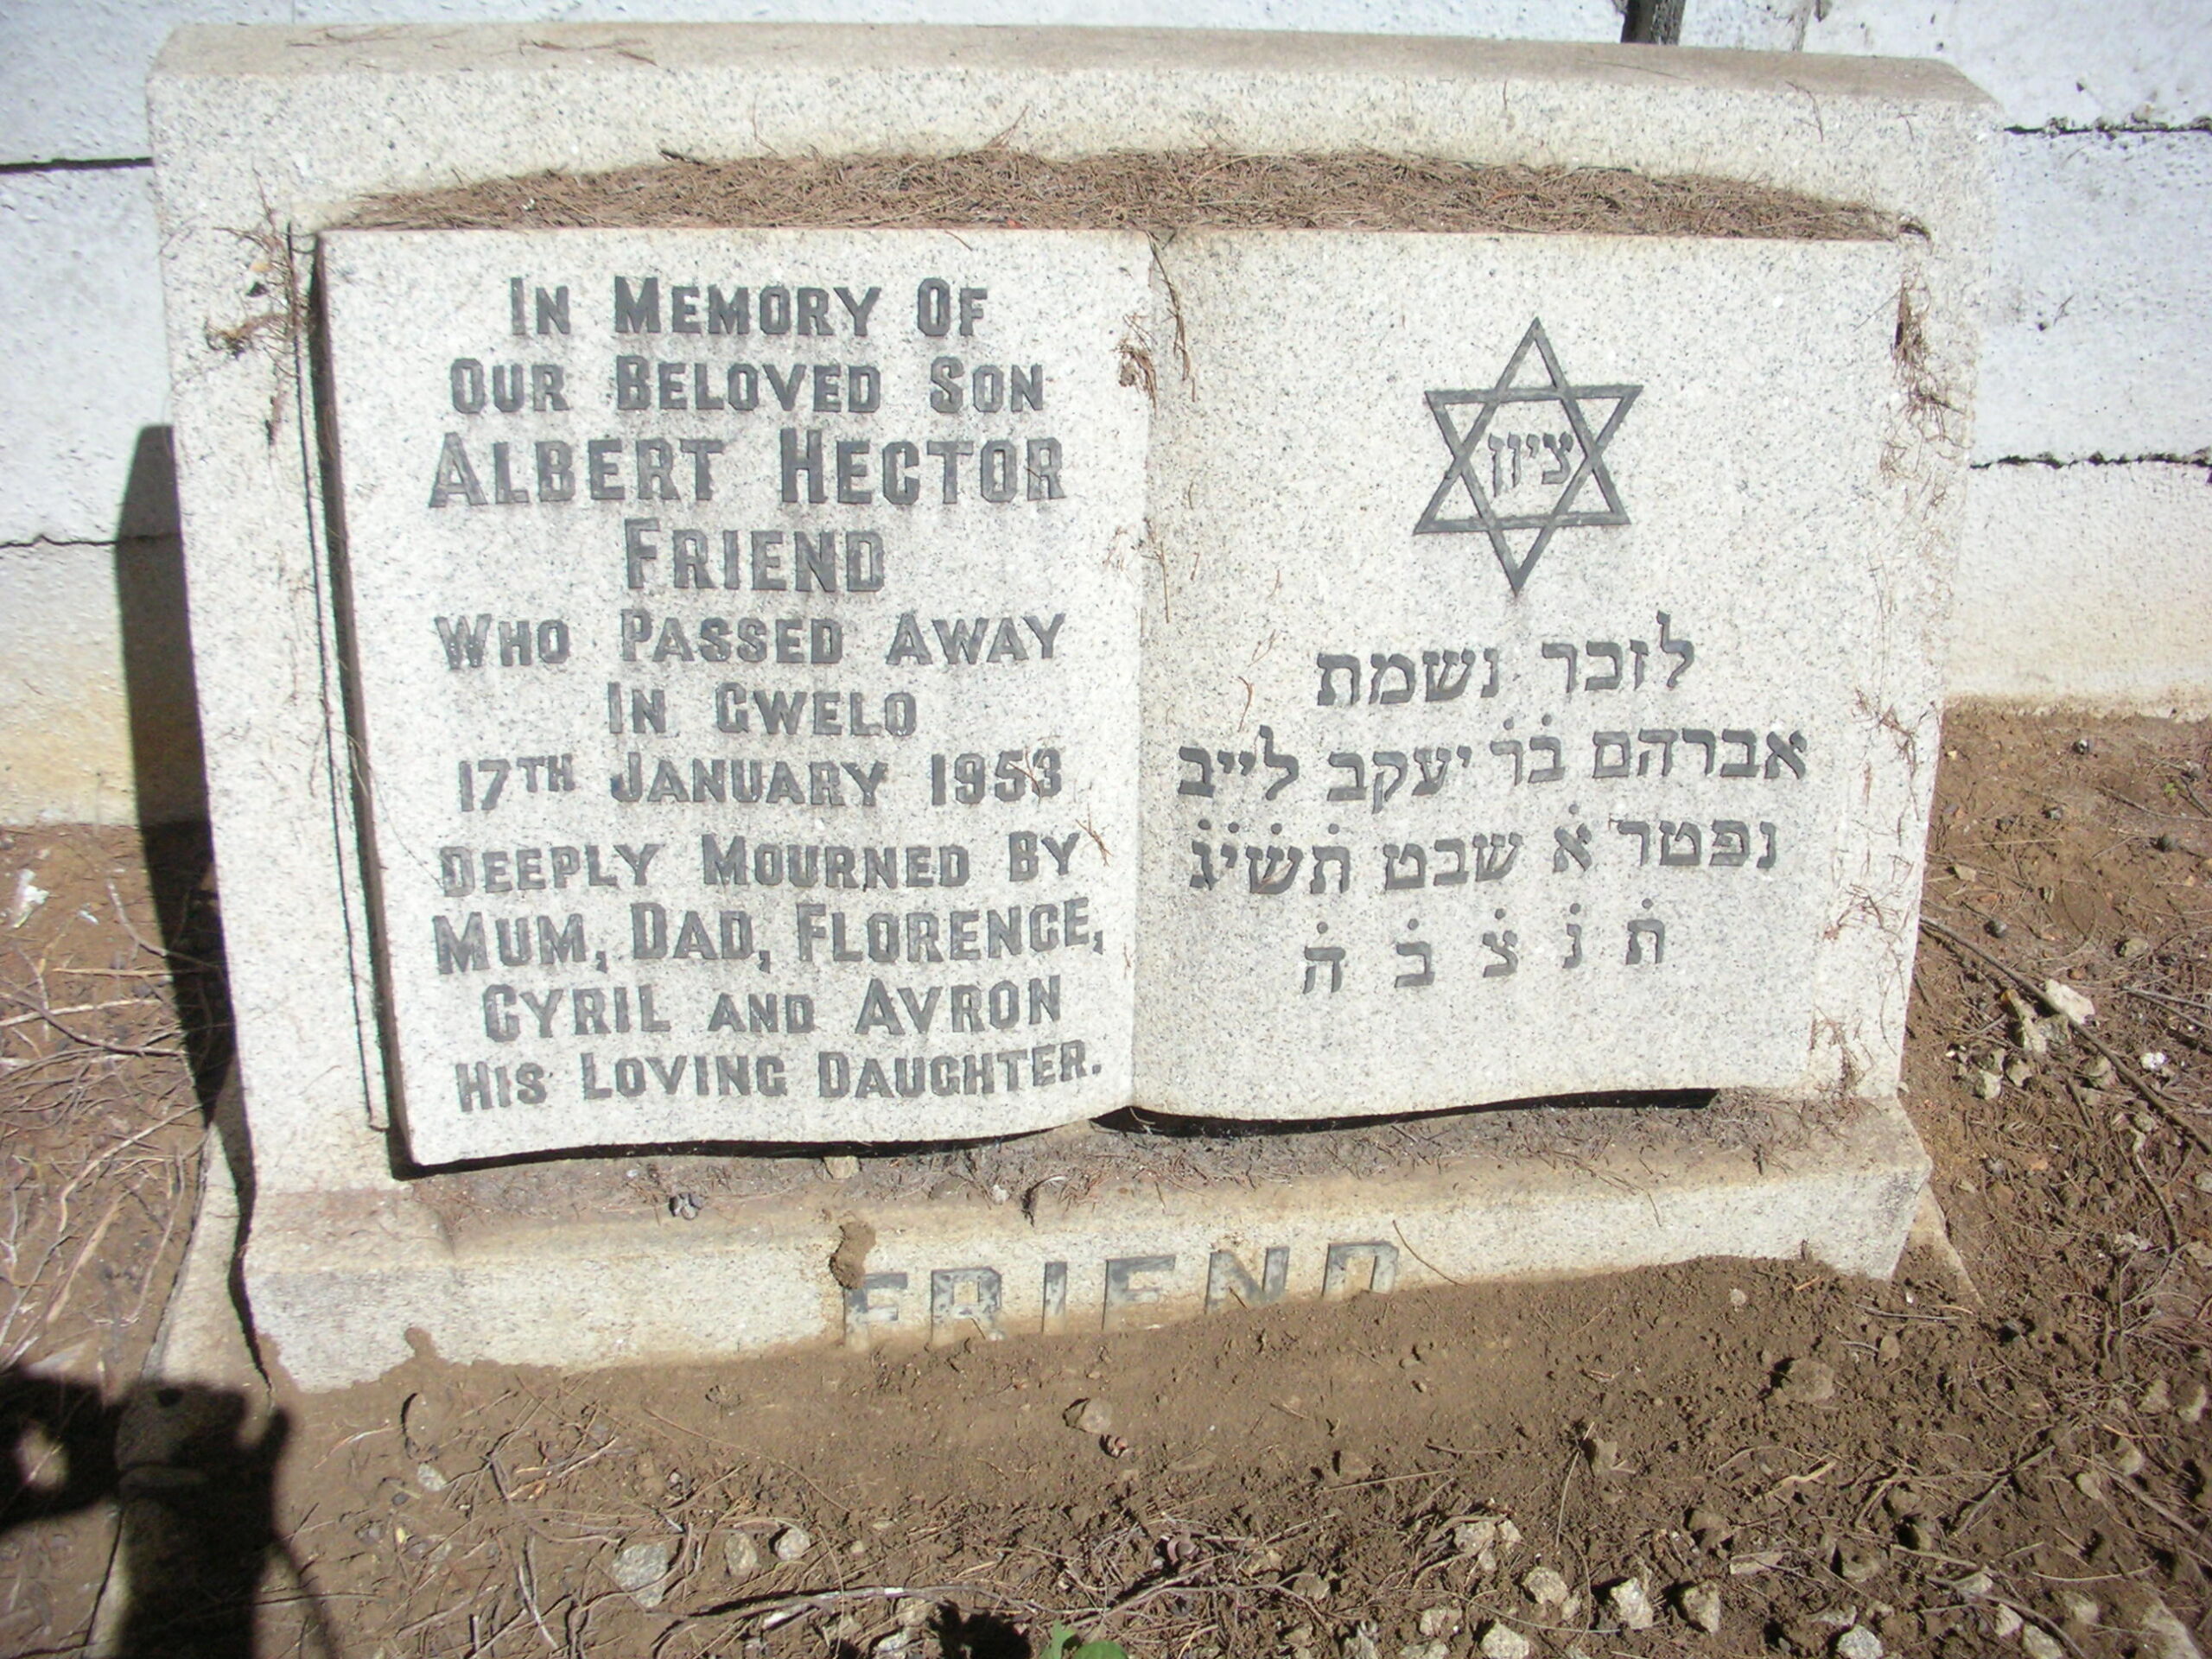 IN MEMORY OF
OUR BELOVED SON
ALBERT HECTOR
FRIEND
WHO PASSED AWAY
IN GWELO
17TH JANUARY 1953
DEEPLY MOURNED BY
MUM, DAD, FLORENCE,
CYRIL AND AVRON
HIS LOVING DAUGHTER.
ציון
לזכר נשמת
אברהם ב̇ר̇ יעקב לייב
נפטר א̇ שבט ת̇ש̇י̇ג̇
ת̇ נ̇ צ̇ ב̇ ה̇
FRIEND